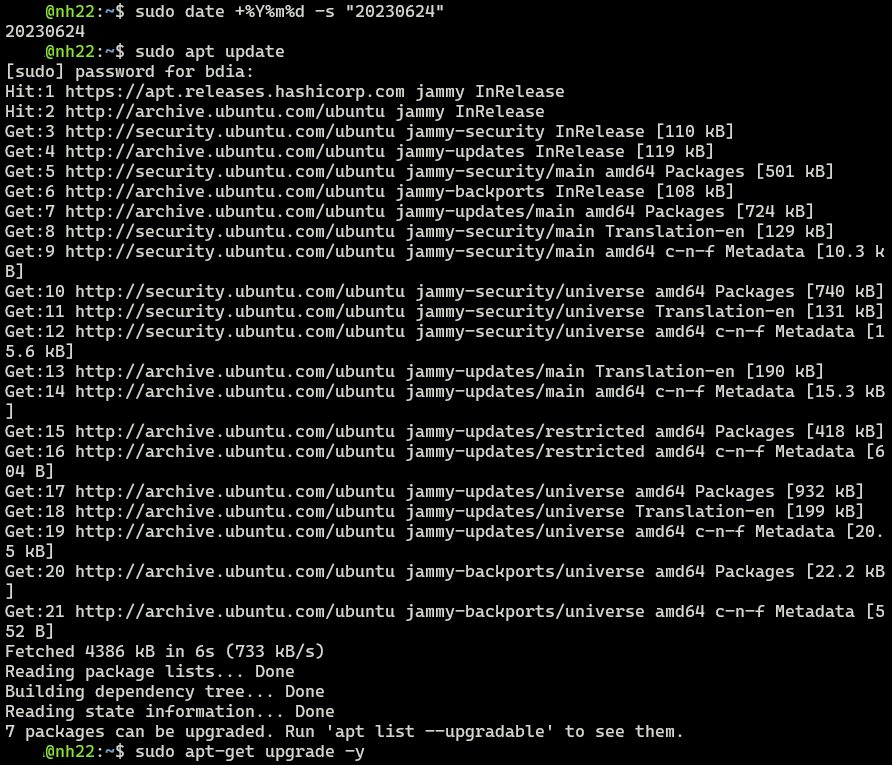 @nh22:~$ sudo date +%Y%m%d -s "20230624"
20230624
@nh22:~$ sudo apt update
[sudo] password for bdia:
Hit:1 https://apt.releases.hashicorp.com jammy InRelease
Hit:2 http://archive.ubuntu.com/ubuntu jammy InRelease
Get:3 http://security.ubuntu.com/ubuntu jammy-security InRelease [110 kB]
Get:4 http://archive.ubuntu.com/ubuntu jammy-updates InRelease [119 kB]
Get:5 http://security.ubuntu.com/ubuntu jammy-security/main amd64 Packages [501 kB]
Get:6 http://archive.ubuntu.com/ubuntu jammy-backports InRelease [108 kB]
Get:7 http://archive.ubuntu.com/ubuntu jammy-updates/main amd64 Packages [724 kB]
Get:8 http://security.ubuntu.com/ubuntu jammy-security/main Translation-en [129 kB]
Get:9 http://security.ubuntu.com/ubuntu jammy-security/main amd64 c-n-f Metadata [10.3 k
B]
Get:10 http://security.ubuntu.com/ubuntu jammy-security/universe amd64 Packages [740 kB]
Get:11 http://security.ubuntu.com/ubuntu jammy-security/universe Translation-en [131 kB]
Get:12 http://security.ubuntu.com/ubuntu jammy-security/universe amd64 c-n-f Metadata [1
5.6 kB]
Get:13 http://archive.ubuntu.com/ubuntu jammy-updates/main Translation-en [190 kB]
Get:14 http://archive.ubuntu.com/ubuntu jammy-updates/main amd64 c-n-f Metadata [15.3 kB
]
Get:15 http://archive.ubuntu.com/ubuntu jammy-updates/restricted amd64 Packages [418 kB]
Get:16 http://archive.ubuntu.com/ubuntu jammy-updates/restricted amd64 c-n-f Metadata [6
04 B]
Get:17 http://archive.ubuntu.com/ubuntu jammy-updates/universe amd64 Packages [932 kB]
Get:18 http://archive.ubuntu.com/ubuntu jammy-updates/universe Translation-en [199 kB]
Get:19 http://archive.ubuntu.com/ubuntu jammy-updates/universe amd64 c-n-f Metadata [20.
5 kB]
Get:20 http://archive.ubuntu.com/ubuntu jammy-backports/universe amd64 Packages [22.2 kB
]
Get:21 http://archive.ubuntu.com/ubuntu jammy-backports/universe amd64 c-n-f Metadata [5
52 B]
Fetched 4386 kB in 6s (733 kB/s)
Reading package lists... Done
Building dependency tree... Done
Reading state information... Done
7 packages can be upgraded. Run 'apt list --upgradable' to see them.
@nh22:~$ sudo apt-get upgrade -y